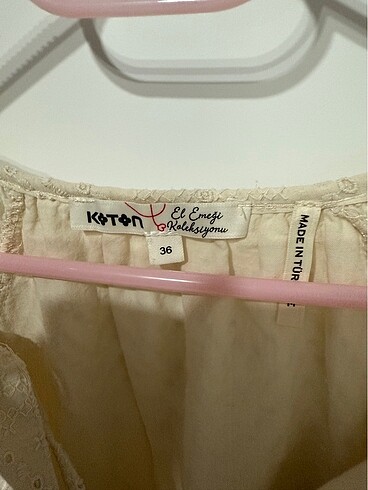 KOTON
El Emeği
Koleksiyonu
36
MADE IN TÜR
E